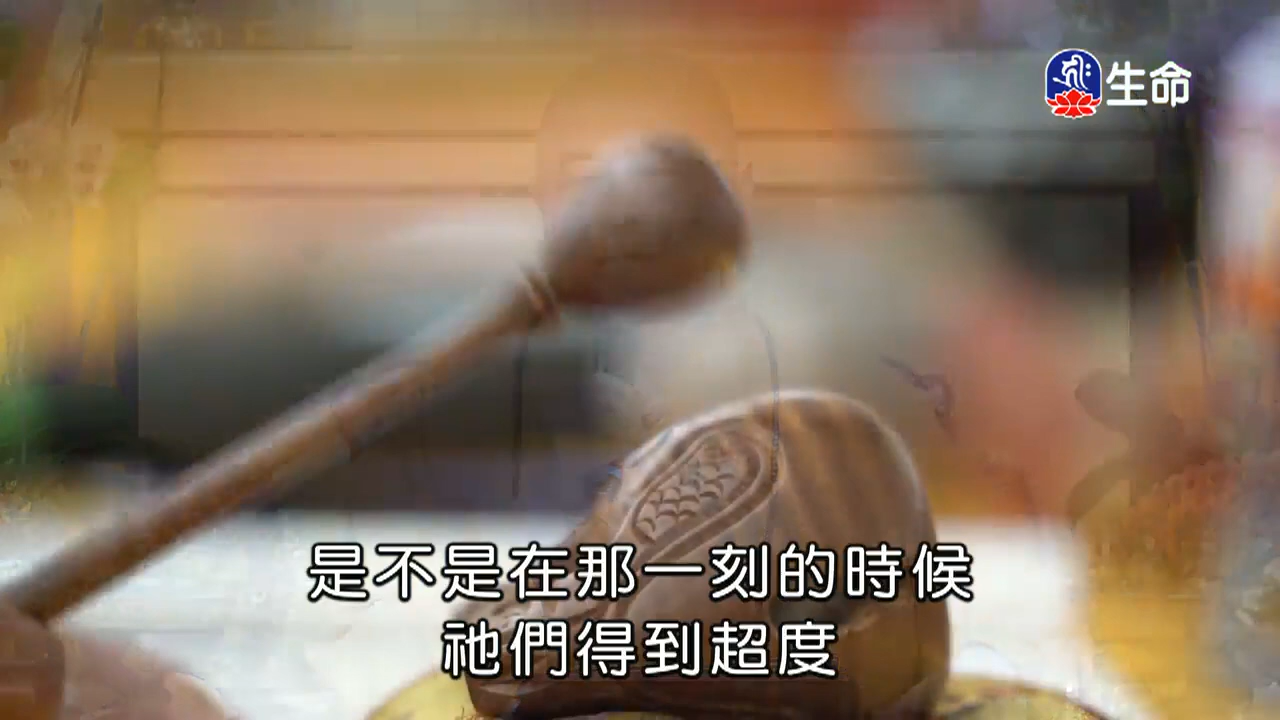 生命
是不是在那一刻的時候
祂們得到超度